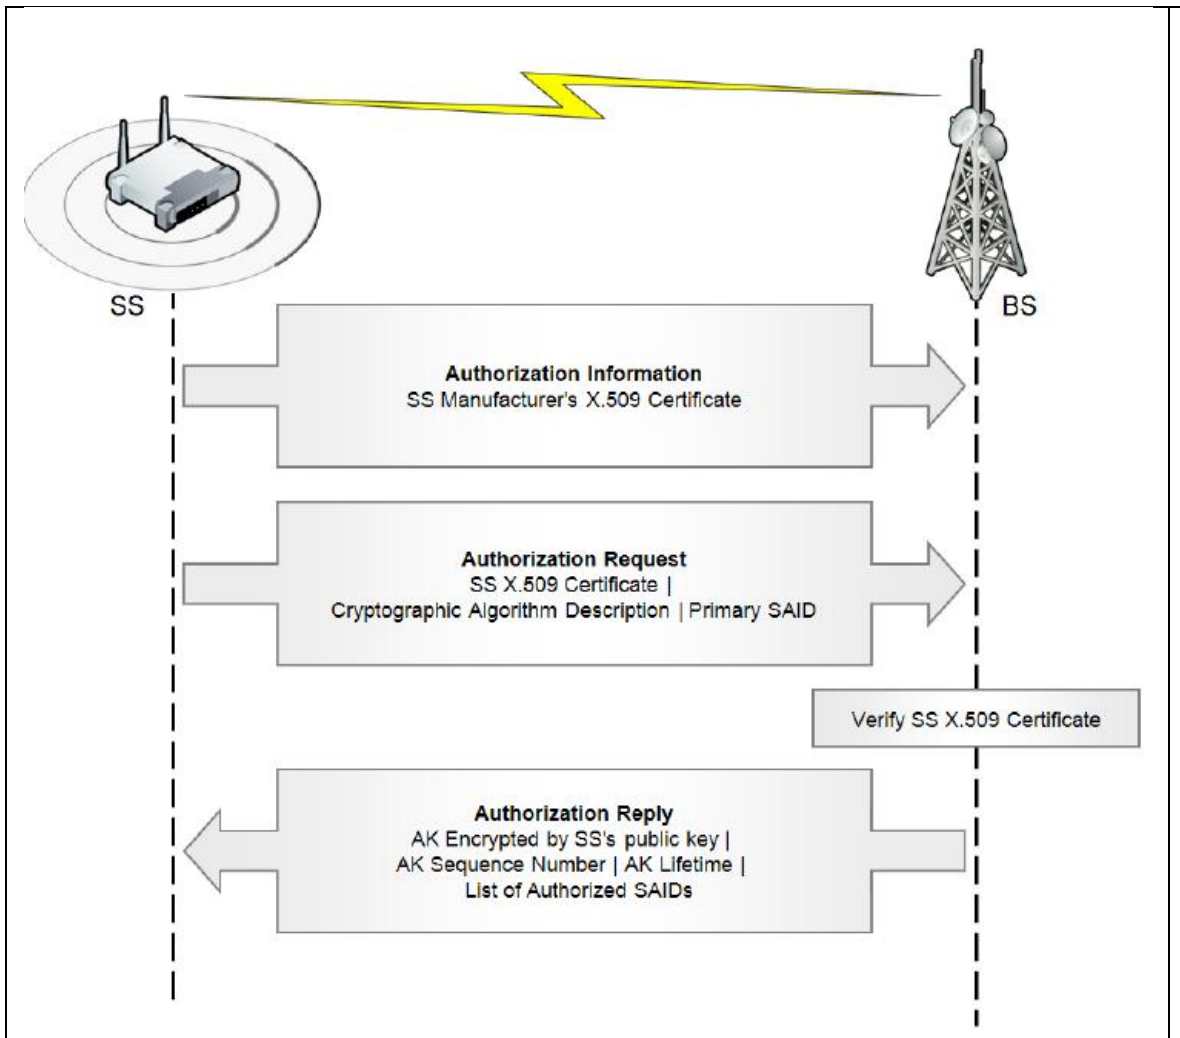 SS
BS
Authorization Information
SS Manufacturer's X.509 Certificate
Authorization Request
SS X.509 Certificate |
Cryptographic Algorithm Description | Primary SAID
Verify SS X.509 Certificate
Authorization Reply
AK Encrypted by SS's public key |
AK Sequence Number | AK Lifetime |
List of Authorized SAIDs